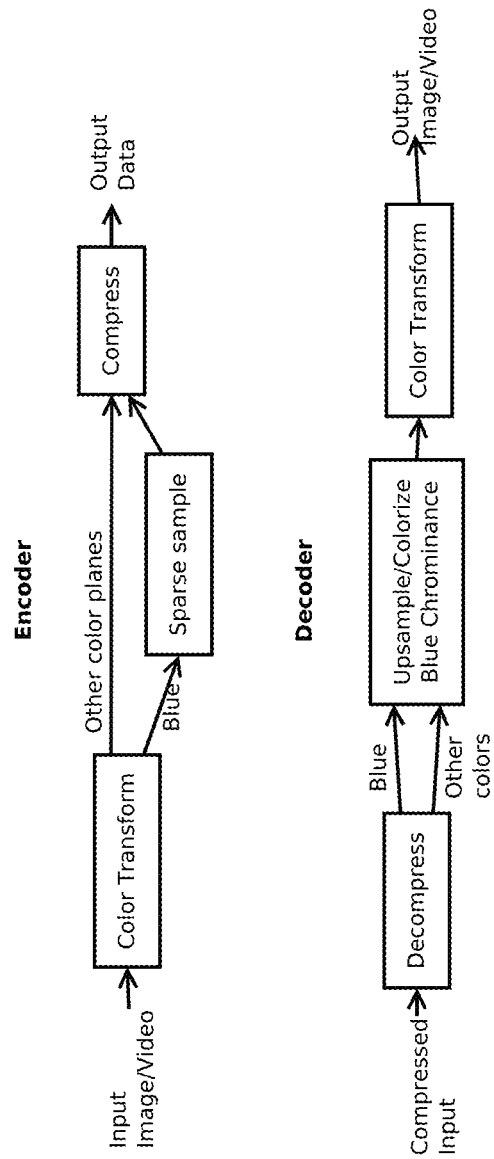 Encoder
Input
Image/Video
Color Transform
Other color planes
Blue
Sparse sample
Compress
Output
Data
Decoder
Compressed
Input
Decompress
Blue
Other
colors
Upsample/Colorize
Blue Chrominance
Color Transform
Output
Image/Video